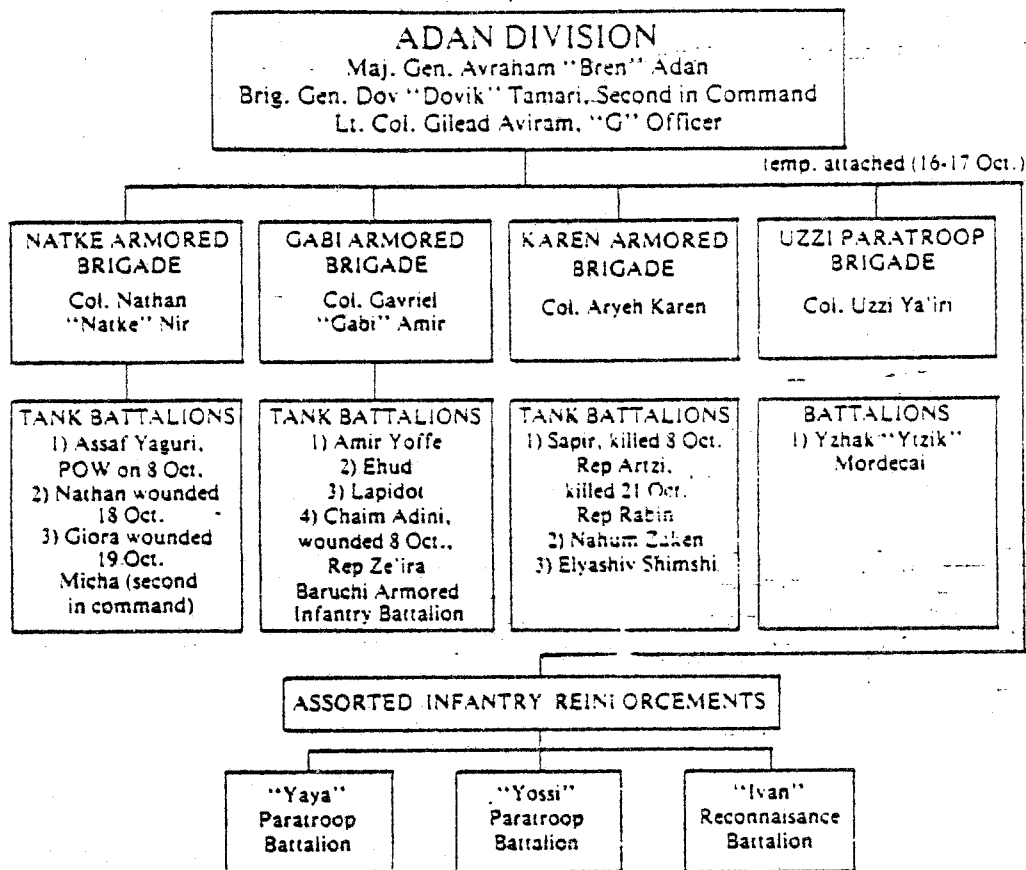 ADAN DIVISION
Maj. Gen. Avraham "Bren" Adan
Brig. Gen. Dov "Dovik" Tamari, Second in Command
Lt. Col. Gilead Aviram, "G" Officer
temp. attached (16-17 Oct.)
NATKE ARMORED
BRIGADE
Col. Nathan
"Natke" Nir
GABI ARMORED
BRIGADE
Col. Gavriel
"Gabi" Amir
KAREN ARMORED
BRIGADE
Col. Aryeh Karen
UZZI PARATROOP
BRIGADE
Col. Uzzi Ya'iri
TANK BATTALIONS
1) Assaf Yaguri,
POW on 8 Oct.
2) Nathan wounded
18 Oct.
3) Giora wounded
19 Oct.
Micha (second
in command)
TANK BATTALIONS
1) Amir Yoffe
2) Ehud
3) Lapidot
4) Chaim Adini,
wounded 8 Oct.,
Rep Ze'ira
Baruchi Armored
Infantry Battalion
TANK BATTALIONS
1) Sapir, killed 8 Oct.
Rep Artzi,
killed 21 Oct.
Rep Rabin
2) Nahum Zaken
3) Elyashiv Shimshi
BATTALIONS
1) Yzhak "Ytzik"
Mordecai
ASSORTED INFANTRY REINFORCEMENTS
"Yaya"
Paratroop
Battalion
"Yossi"
Paratroop
Battalion
"Ivan"
Reconnaisance
Battalion